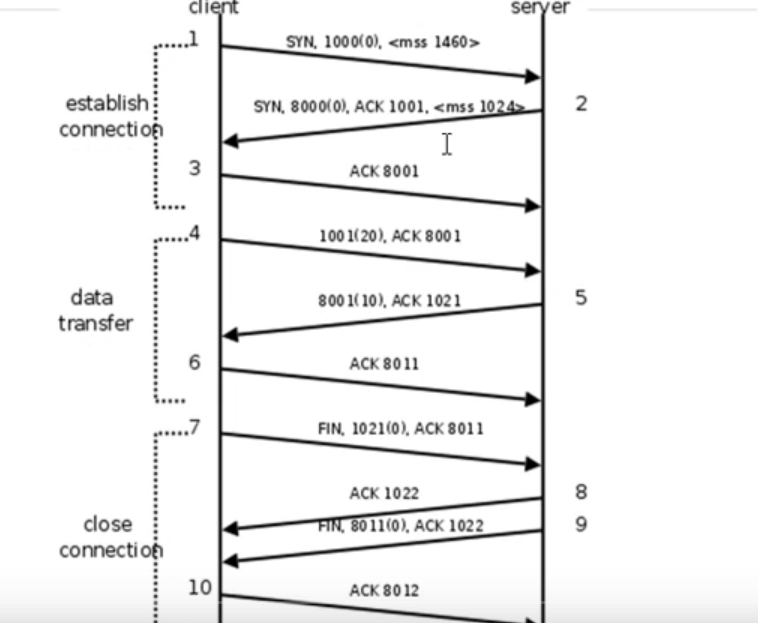 client server
1 SYN, 1000(0), <mss 1460>
establish
connection
SYN, 8000(0), ACK 1001, <mss 1024> 2
3 ACK 8001
4 1001(20), ACK 8001
data
transfer
8001(10), ACK 1021 5
6 ACK 8011
7 FIN, 1021(0), ACK 8011
ACK 1022 8
close
connection
FIN, 8011(0), ACK 1022 9
10 ACK 8012